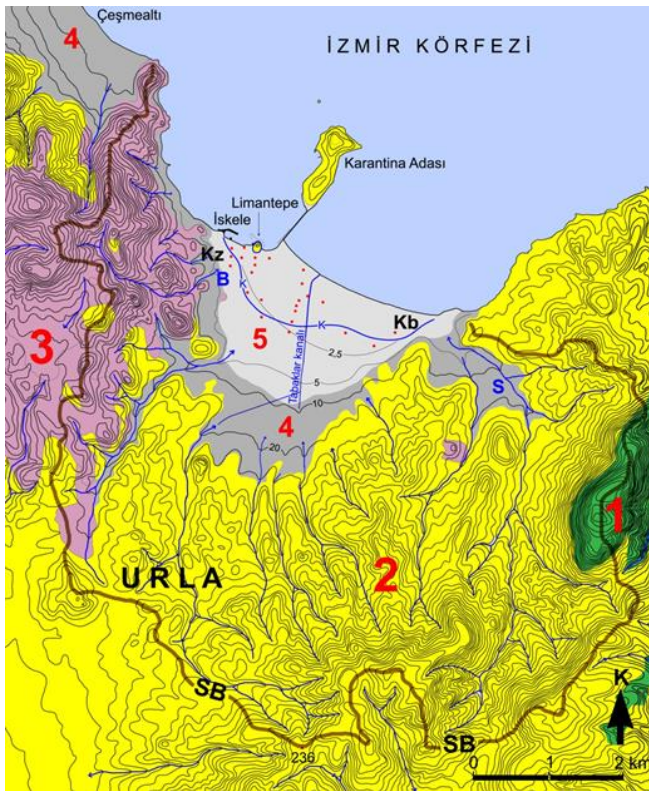 Çeşmealtı
4
İZMİR KÖRFEZİ
Karantina Adası
Limantepe
İskele
Kz
B
K
K
Kb
5
3
2,5
Tabaklar kanalı
5
10
4
20
S
1
2
URLA
SB
SB
236
K
0 1 2 km